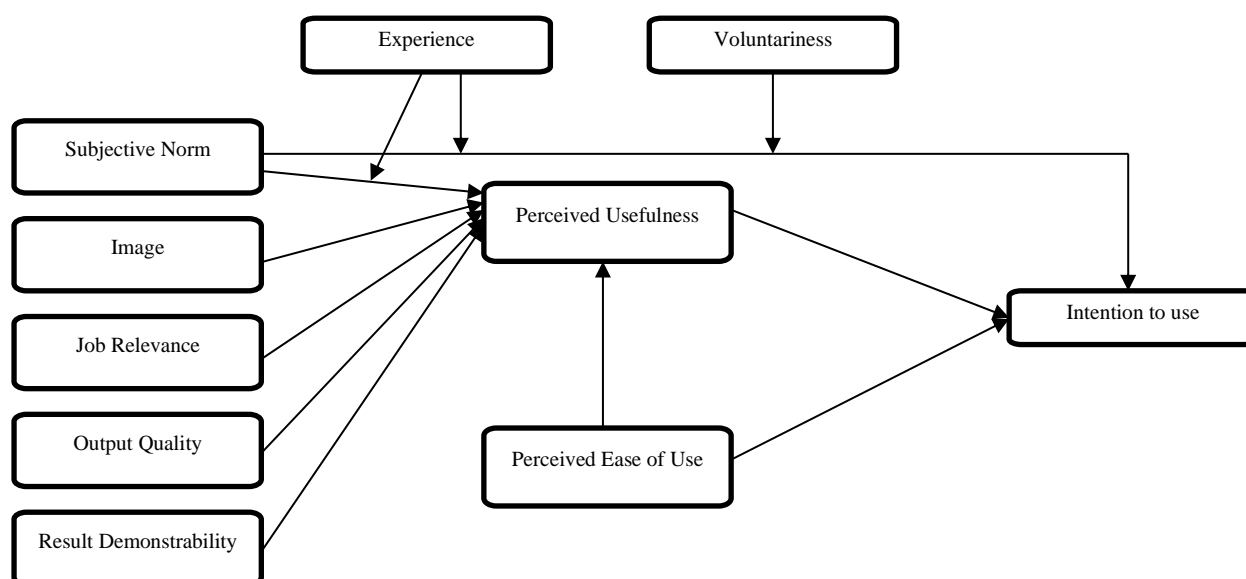 Experience
Voluntariness
Subjective Norm
Perceived Usefulness
Image
Intention to use
Job Relevance
Output Quality
Perceived Ease of Use
Result Demonstrability